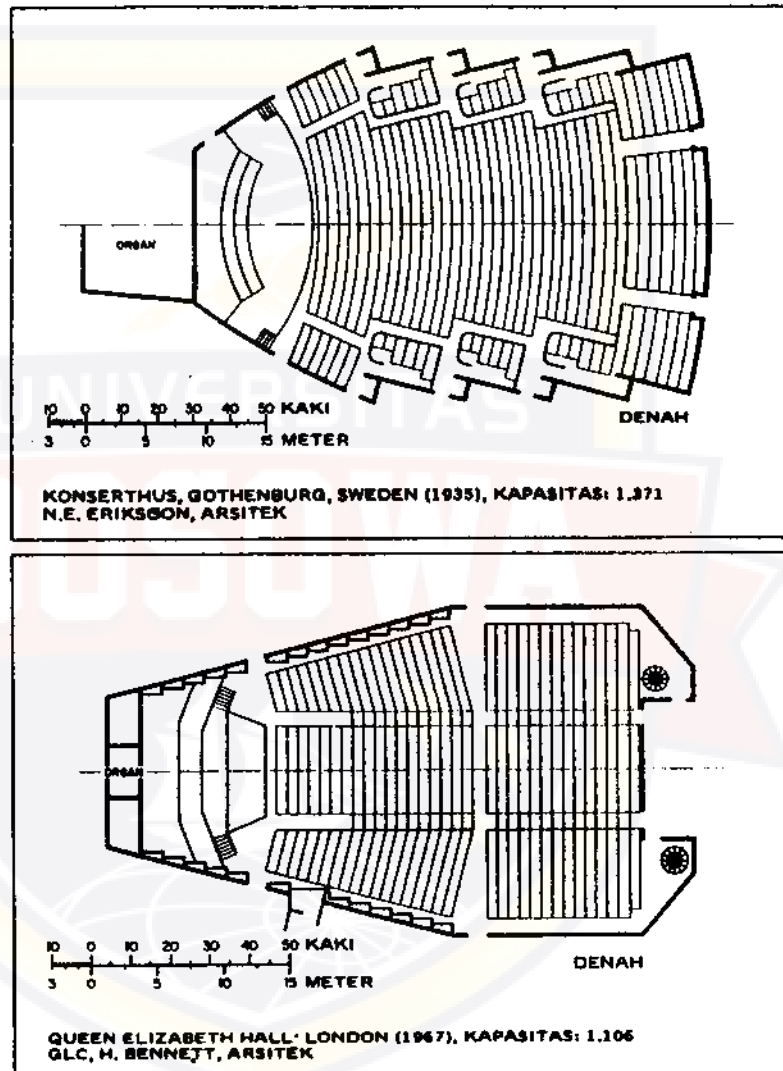 ORGAN
10 0 10 20 30 40 50 KAKI
3 0 5 10 15 METER
DENAH
KONSERTHUS, GOTHENBURG, SWEDEN (1935), KAPASITAS: 1.371
N.E. ERIKSSON, ARSITEK
ORGAN
10 0 10 20 30 40 50 KAKI
3 0 5 10 15 METER
DENAH
QUEEN ELIZABETH HALL· LONDON (1967), KAPASITAS: 1.106
GLC, H. BENNETT, ARSITEK
UNIVERSITAS
BOSOWA